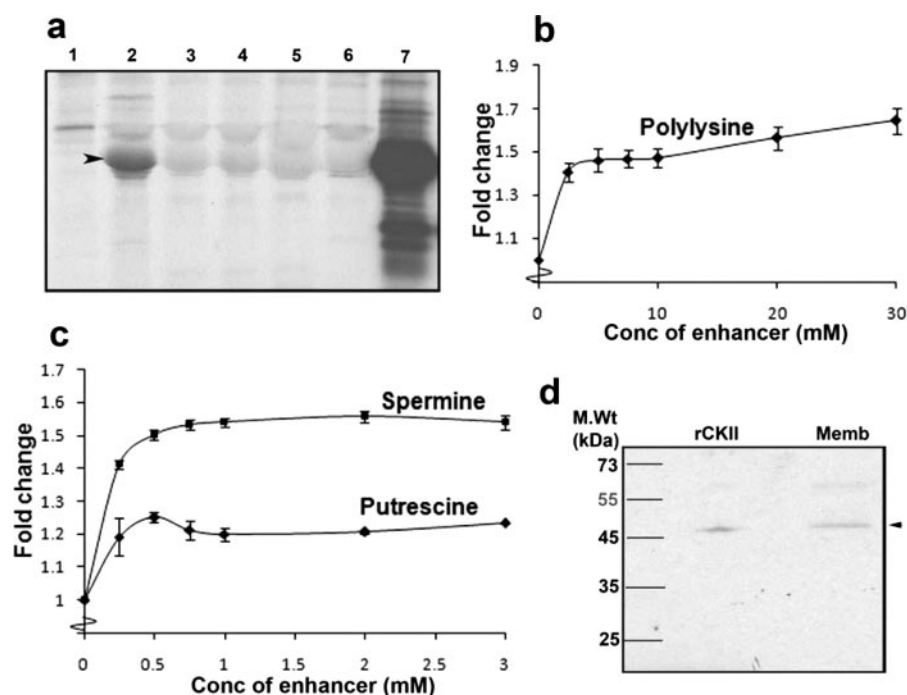 a
1 2 3 4 5 6 7
b
1.9
1.7
1.5
1.3
1.1
Fold change
Polylysine
0 10 20 30
Conc of enhancer (mM)
c
1.7
1.6
1.5
1.4
1.3
1.2
1.1
1
Fold change
Spermine
Putrescine
0 0.5 1 1.5 2 2.5 3
Conc of enhancer (mM)
d
M.Wt
(kDa)
rCKII Memb
73
55
45
35
25